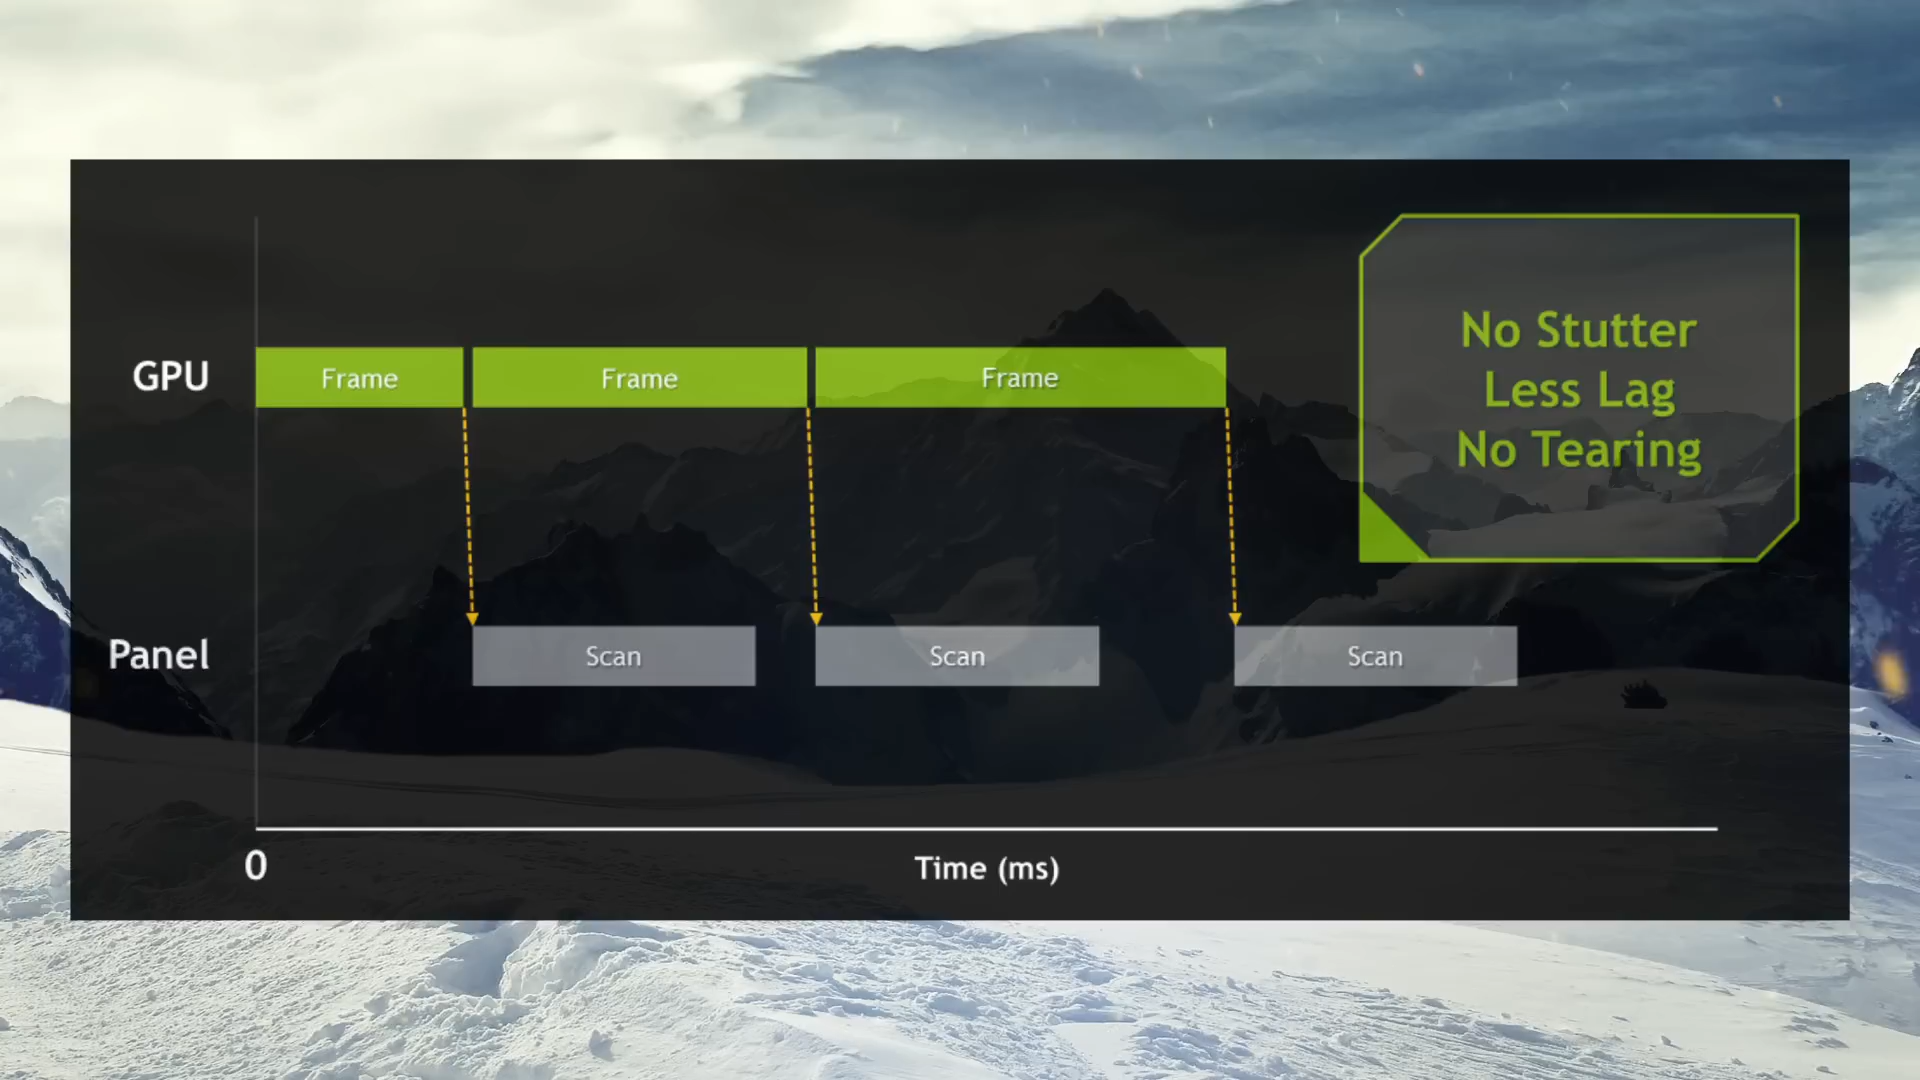 No Stutter
Less Lag
No Tearing
GPU
Frame
Frame
Frame
Panel
Scan
Scan
Scan
0
Time (ms)